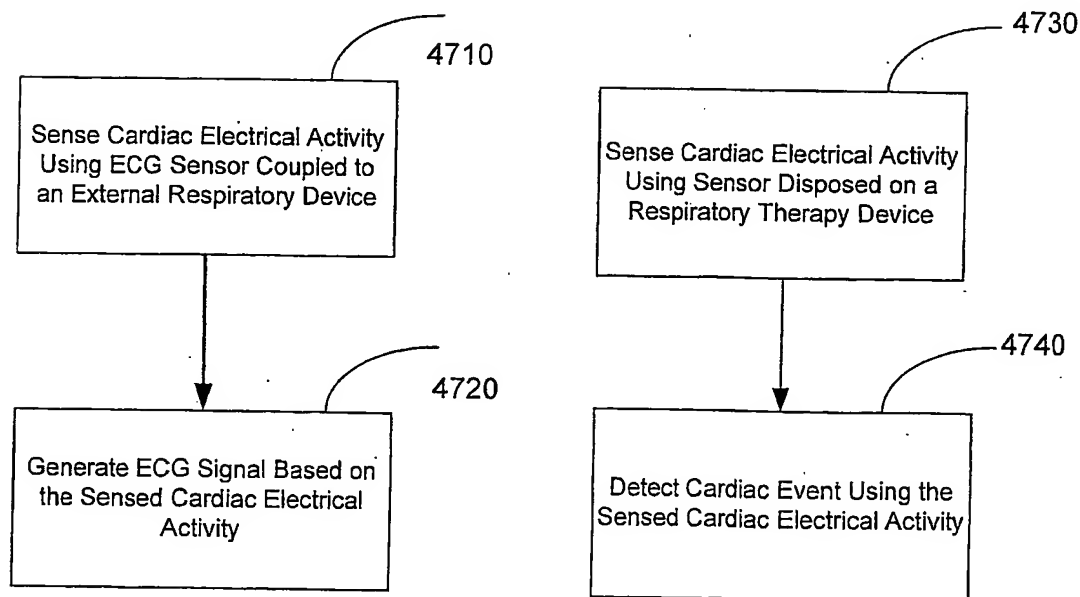 4710
Sense Cardiac Electrical Activity
Using ECG Sensor Coupled to
an External Respiratory Device
4720
Generate ECG Signal Based on
the Sensed Cardiac Electrical
Activity
4730
Sense Cardiac Electrical Activity
Using Sensor Disposed on a
Respiratory Therapy Device
4740
Detect Cardiac Event Using the
Sensed Cardiac Electrical Activity